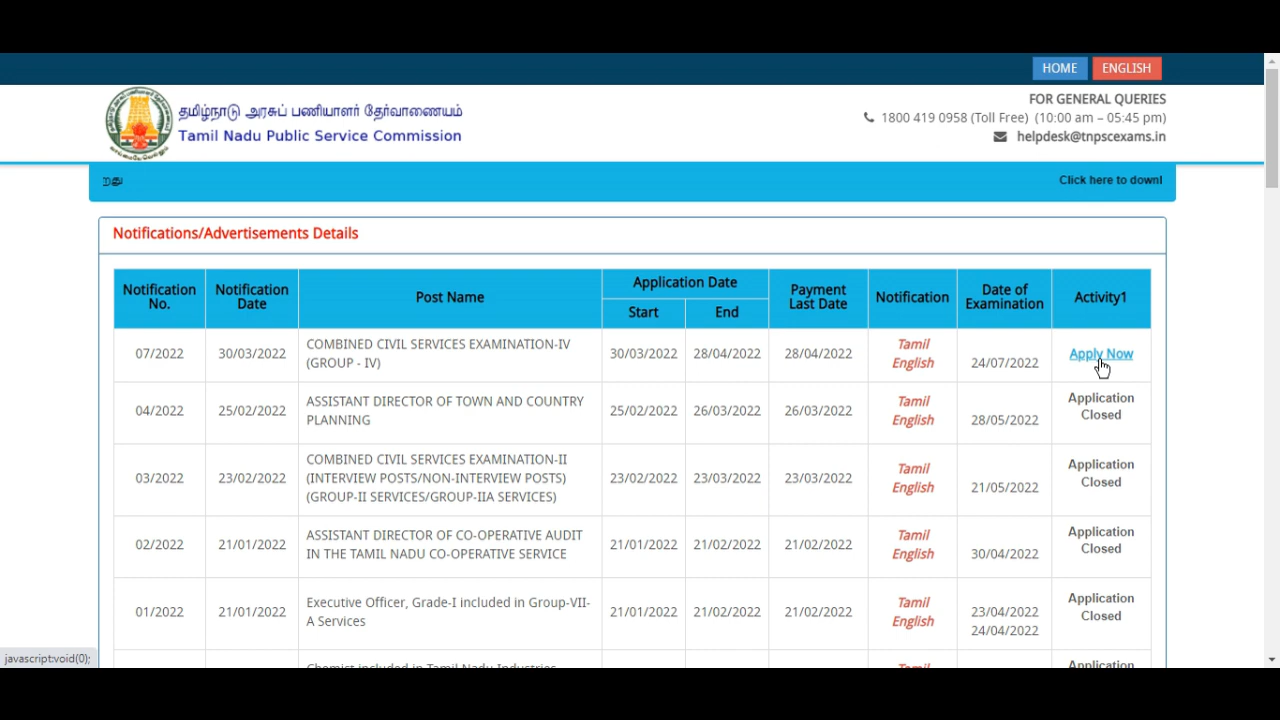 HOME ENGLISH
FOR GENERAL QUERIES
தமிழ்நாடு அரசுப் பணியாளர் தேர்வாணையம்
1800 419 0958 (Toll Free) (10:00 am – 05:45 pm)
Tamil Nadu Public Service Commission
helpdesk@tnpscexams.in
றது Click here to downl
Notifications/Advertisements Details
Notification No. Notification Date Post Name Application Date Start End Payment Last Date Notification Date of Examination Activity1
07/2022 30/03/2022 COMBINED CIVIL SERVICES EXAMINATION-IV (GROUP - IV) 30/03/2022 28/04/2022 28/04/2022 Tamil English 24/07/2022 Apply Now
04/2022 25/02/2022 ASSISTANT DIRECTOR OF TOWN AND COUNTRY PLANNING 25/02/2022 26/03/2022 26/03/2022 Tamil English 28/05/2022 Application Closed
03/2022 23/02/2022 COMBINED CIVIL SERVICES EXAMINATION-II (INTERVIEW POSTS/NON-INTERVIEW POSTS) (GROUP-II SERVICES/GROUP-IIA SERVICES) 23/02/2022 23/03/2022 23/03/2022 Tamil English 21/05/2022 Application Closed
02/2022 21/01/2022 ASSISTANT DIRECTOR OF CO-OPERATIVE AUDIT IN THE TAMIL NADU CO-OPERATIVE SERVICE 21/01/2022 21/02/2022 21/02/2022 Tamil English 30/04/2022 Application Closed
01/2022 21/01/2022 Executive Officer, Grade-I included in Group-VII-A Services 21/01/2022 21/02/2022 21/02/2022 Tamil English 23/04/2022 24/04/2022 Application Closed
Chemist included in Tamil Nadu Industries Tamil Application
javascript:void(0);